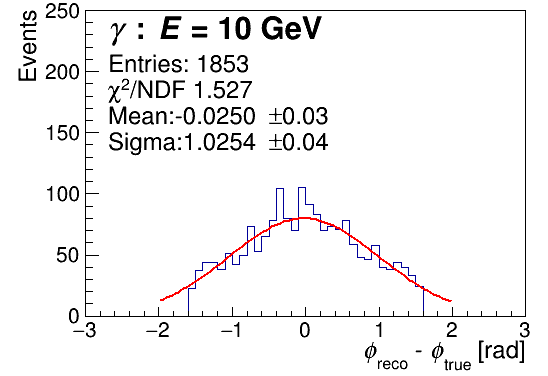 γ : E = 10 GeV
Entries: 1853
χ²/NDF 1.527
Mean:-0.0250 ±0.03
Sigma:1.0254 ±0.04
Events
250
200
150
100
50
0
−3 −2 −1 0 1 2 3
ϕreco - ϕtrue [rad]